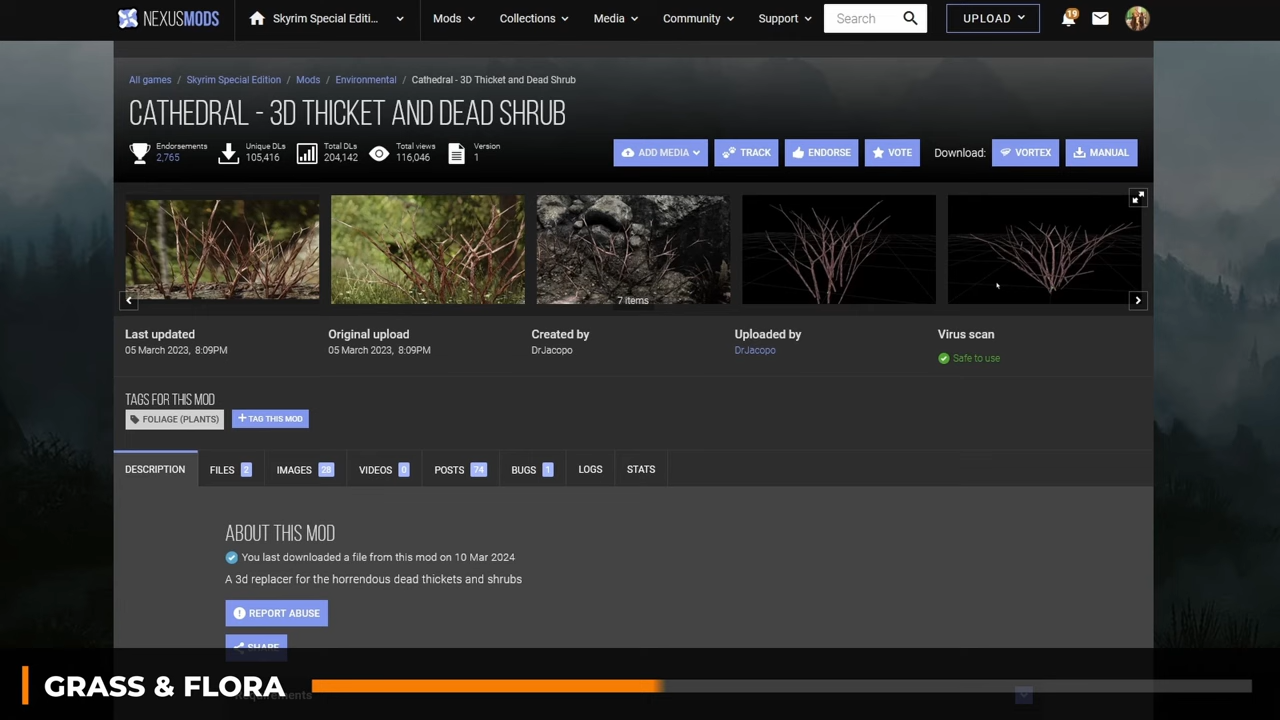 NEXUSMODS
Skyrim Special Editi...
Mods
Collections
Media
Community
Support
Search
UPLOAD
19
All games / Skyrim Special Edition / Mods / Environmental / Cathedral - 3D Thicket and Dead Shrub
CATHEDRAL - 3D THICKET AND DEAD SHRUB
Endorsements
2,765
Unique DLs
105,416
Total DLs
204,142
Total views
116,046
Version
1
ADD MEDIA
TRACK
ENDORSE
VOTE
Download:
VORTEX
MANUAL
7 items
Last updated
05 March 2023, 8:09PM
Original upload
05 March 2023, 8:09PM
Created by
DrJacopo
Uploaded by
DrJacopo
Virus scan
Safe to use
TAGS FOR THIS MOD
FOLIAGE (PLANTS)
+ TAG THIS MOD
DESCRIPTION
FILES 2
IMAGES 28
VIDEOS 0
POSTS 74
BUGS 1
LOGS
STATS
ABOUT THIS MOD
You last downloaded a file from this mod on 10 Mar 2024
A 3d replacer for the horrendous dead thickets and shrubs
REPORT ABUSE
SHARE
Requirements
GRASS & FLORA